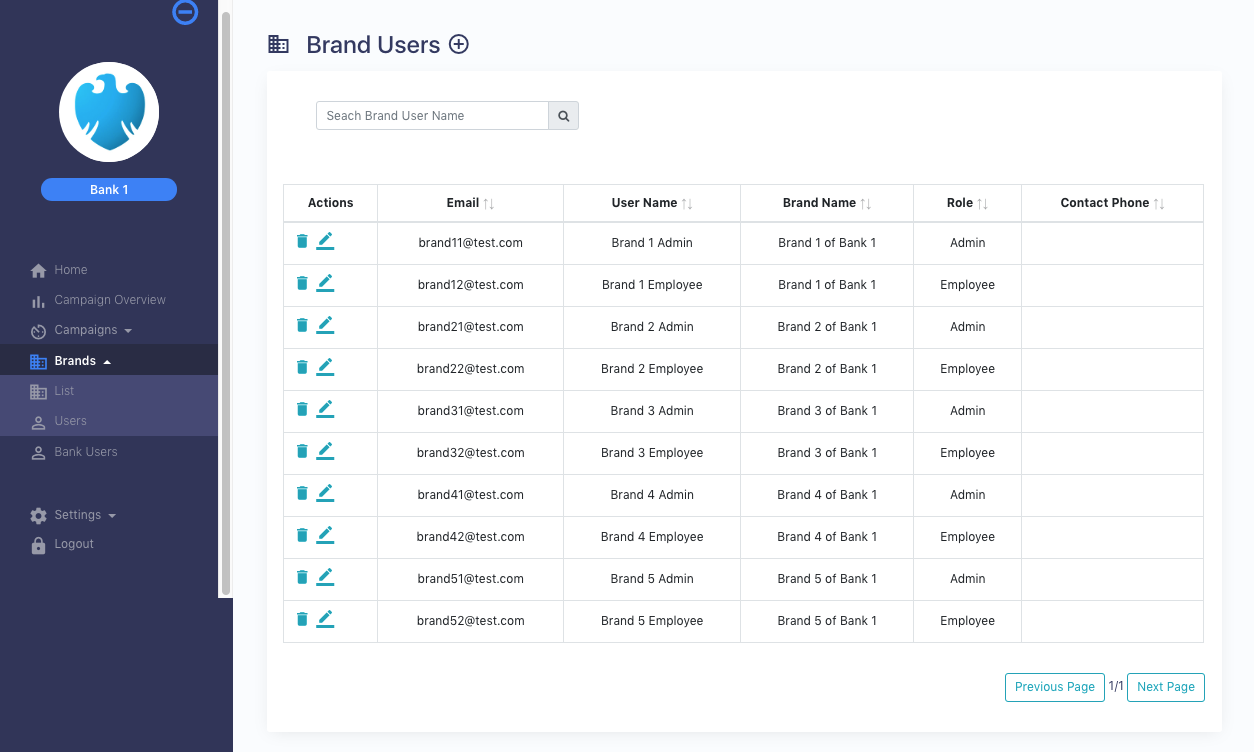 Brand Users
Bank 1
Home
Campaign Overview
Campaigns
Brands
List
Users
Bank Users
Settings
Logout
Seach Brand User Name
Actions Email User Name Brand Name Role Contact Phone
brand11@test.com Brand 1 Admin Brand 1 of Bank 1 Admin
brand12@test.com Brand 1 Employee Brand 1 of Bank 1 Employee
brand21@test.com Brand 2 Admin Brand 2 of Bank 1 Admin
brand22@test.com Brand 2 Employee Brand 2 of Bank 1 Employee
brand31@test.com Brand 3 Admin Brand 3 of Bank 1 Admin
brand32@test.com Brand 3 Employee Brand 3 of Bank 1 Employee
brand41@test.com Brand 4 Admin Brand 4 of Bank 1 Admin
brand42@test.com Brand 4 Employee Brand 4 of Bank 1 Employee
brand51@test.com Brand 5 Admin Brand 5 of Bank 1 Admin
brand52@test.com Brand 5 Employee Brand 5 of Bank 1 Employee
Previous Page 1/1 Next Page